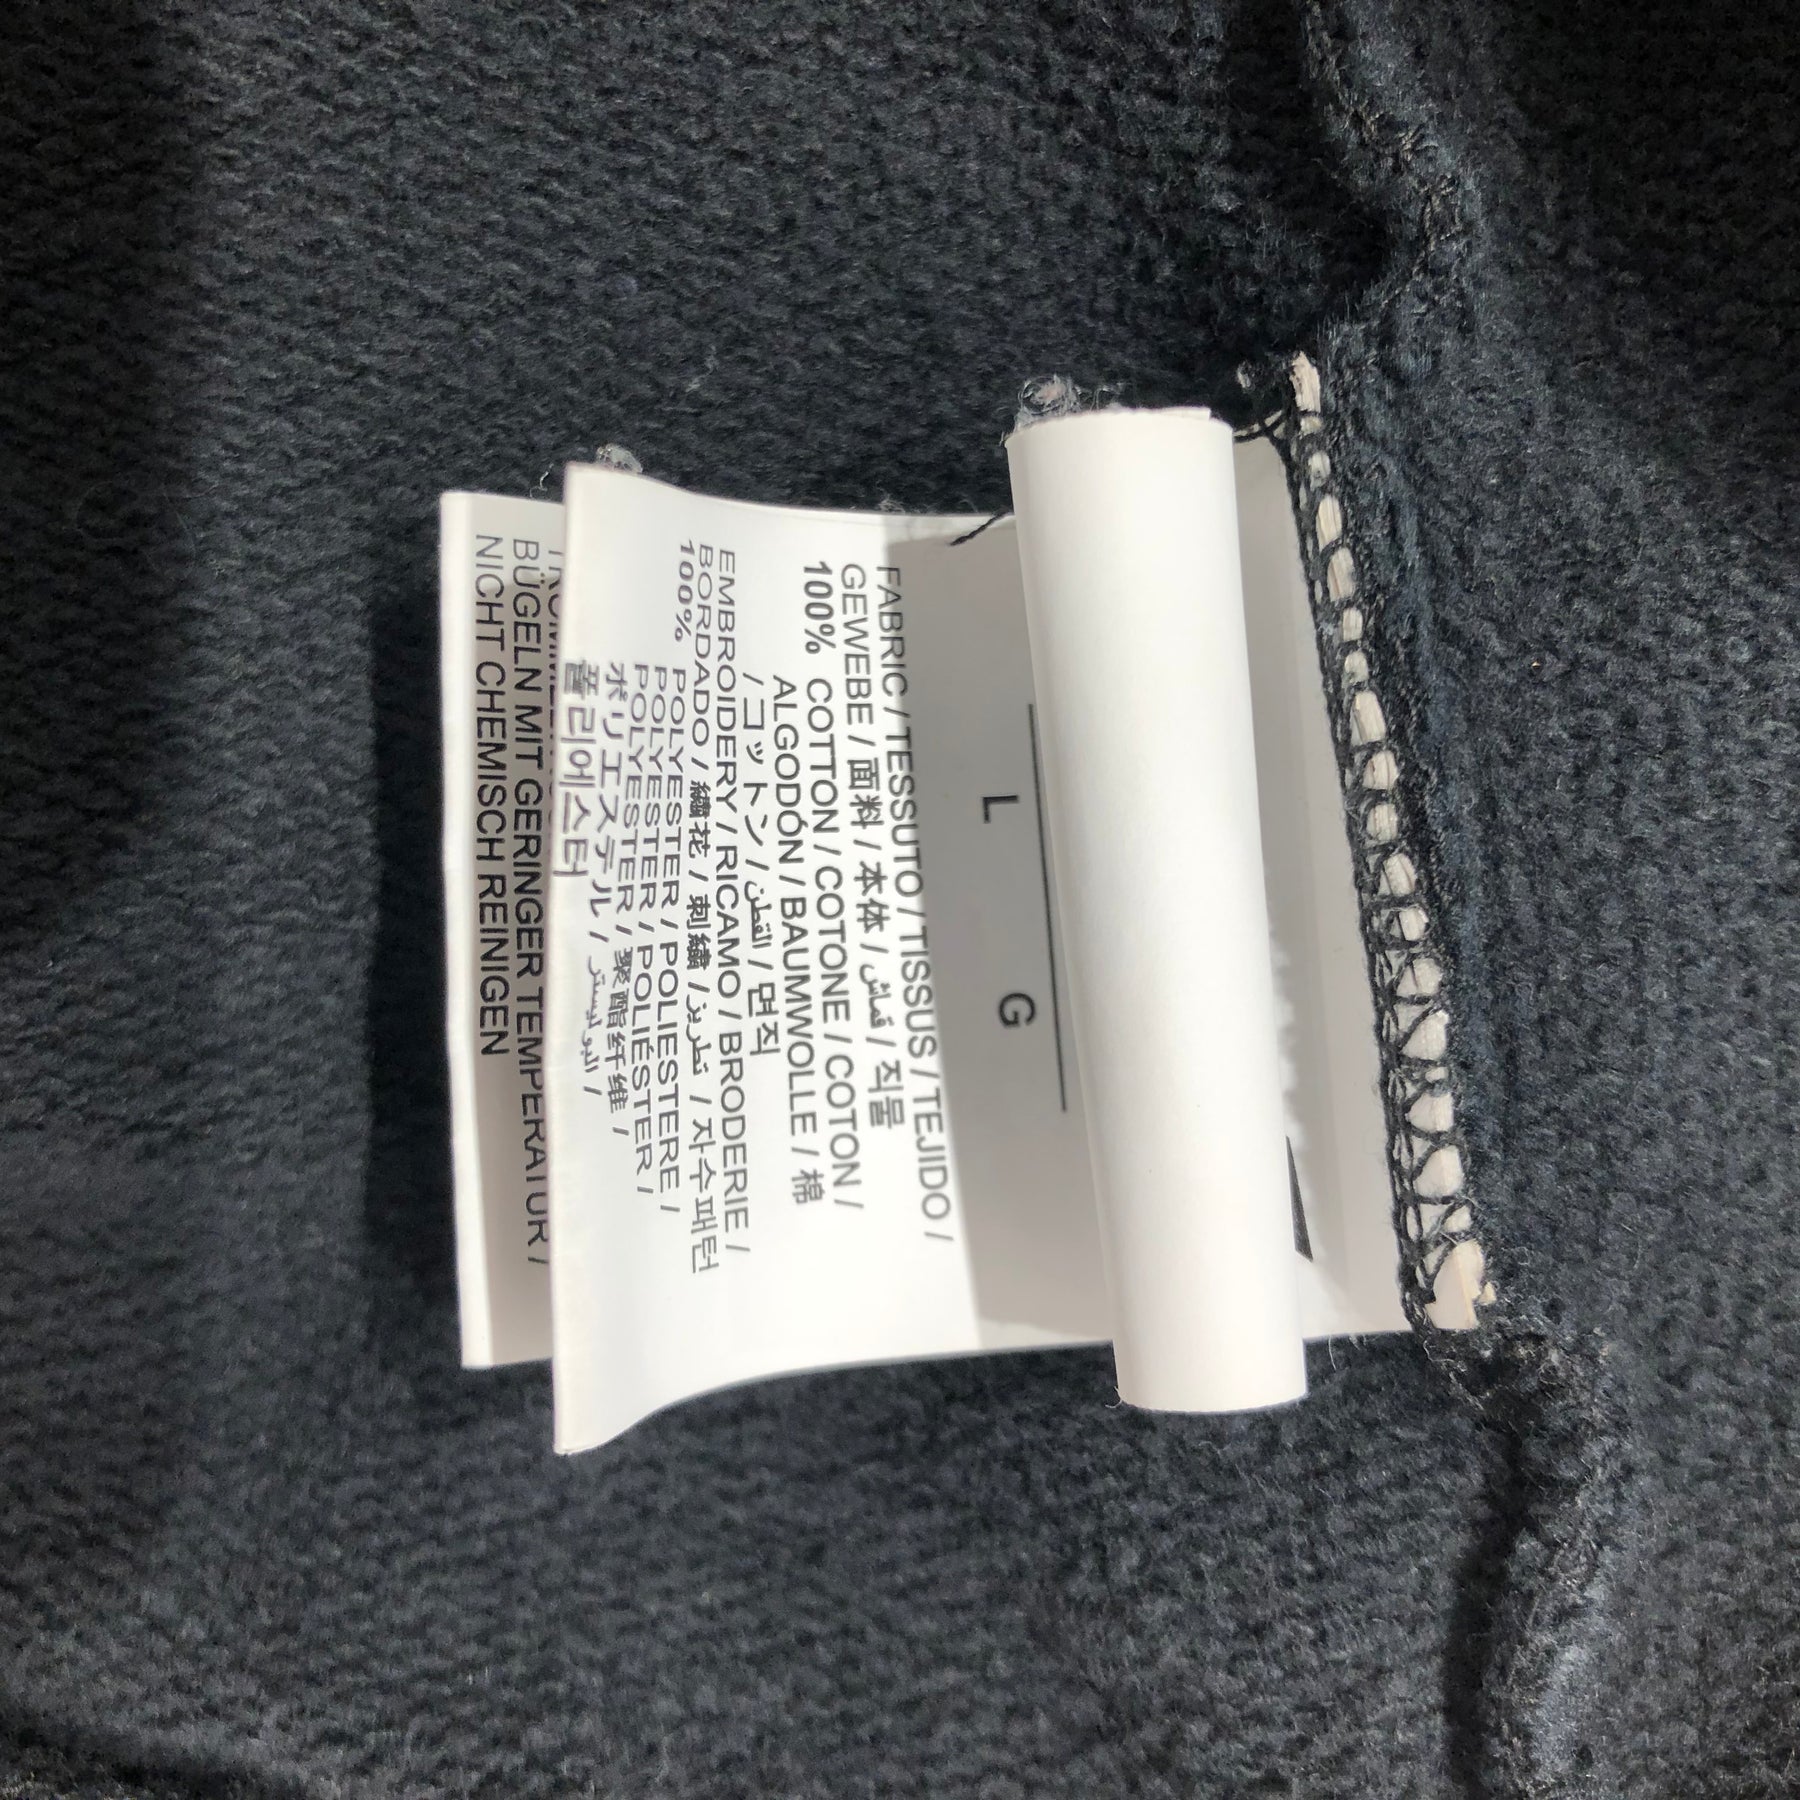 L G
FABRIC / TESSUTO / TISSUS / TEJIDO /
GEWEBE / 面料 / 本体 / قماش / 직물
100% COTTON / COTONE / COTON /
ALGODÓN / BAUMWOLLE / 棉
/ コットン / القطن / 면직
EMBROIDERY / RICAMO / BRODERIE /
BORDADO / 繡花 / 刺繍 / تطريز / 자수패턴
100%
POLYESTER / POLIESTERE /
POLYESTER / POLIÉSTER /
POLYESTER / 聚酯纤维 /
ポリエステル / البوليستر /
폴리에스터
BÜGELN MIT GERINGER TEMPERATUR /
NICHT CHEMISCH REINIGEN